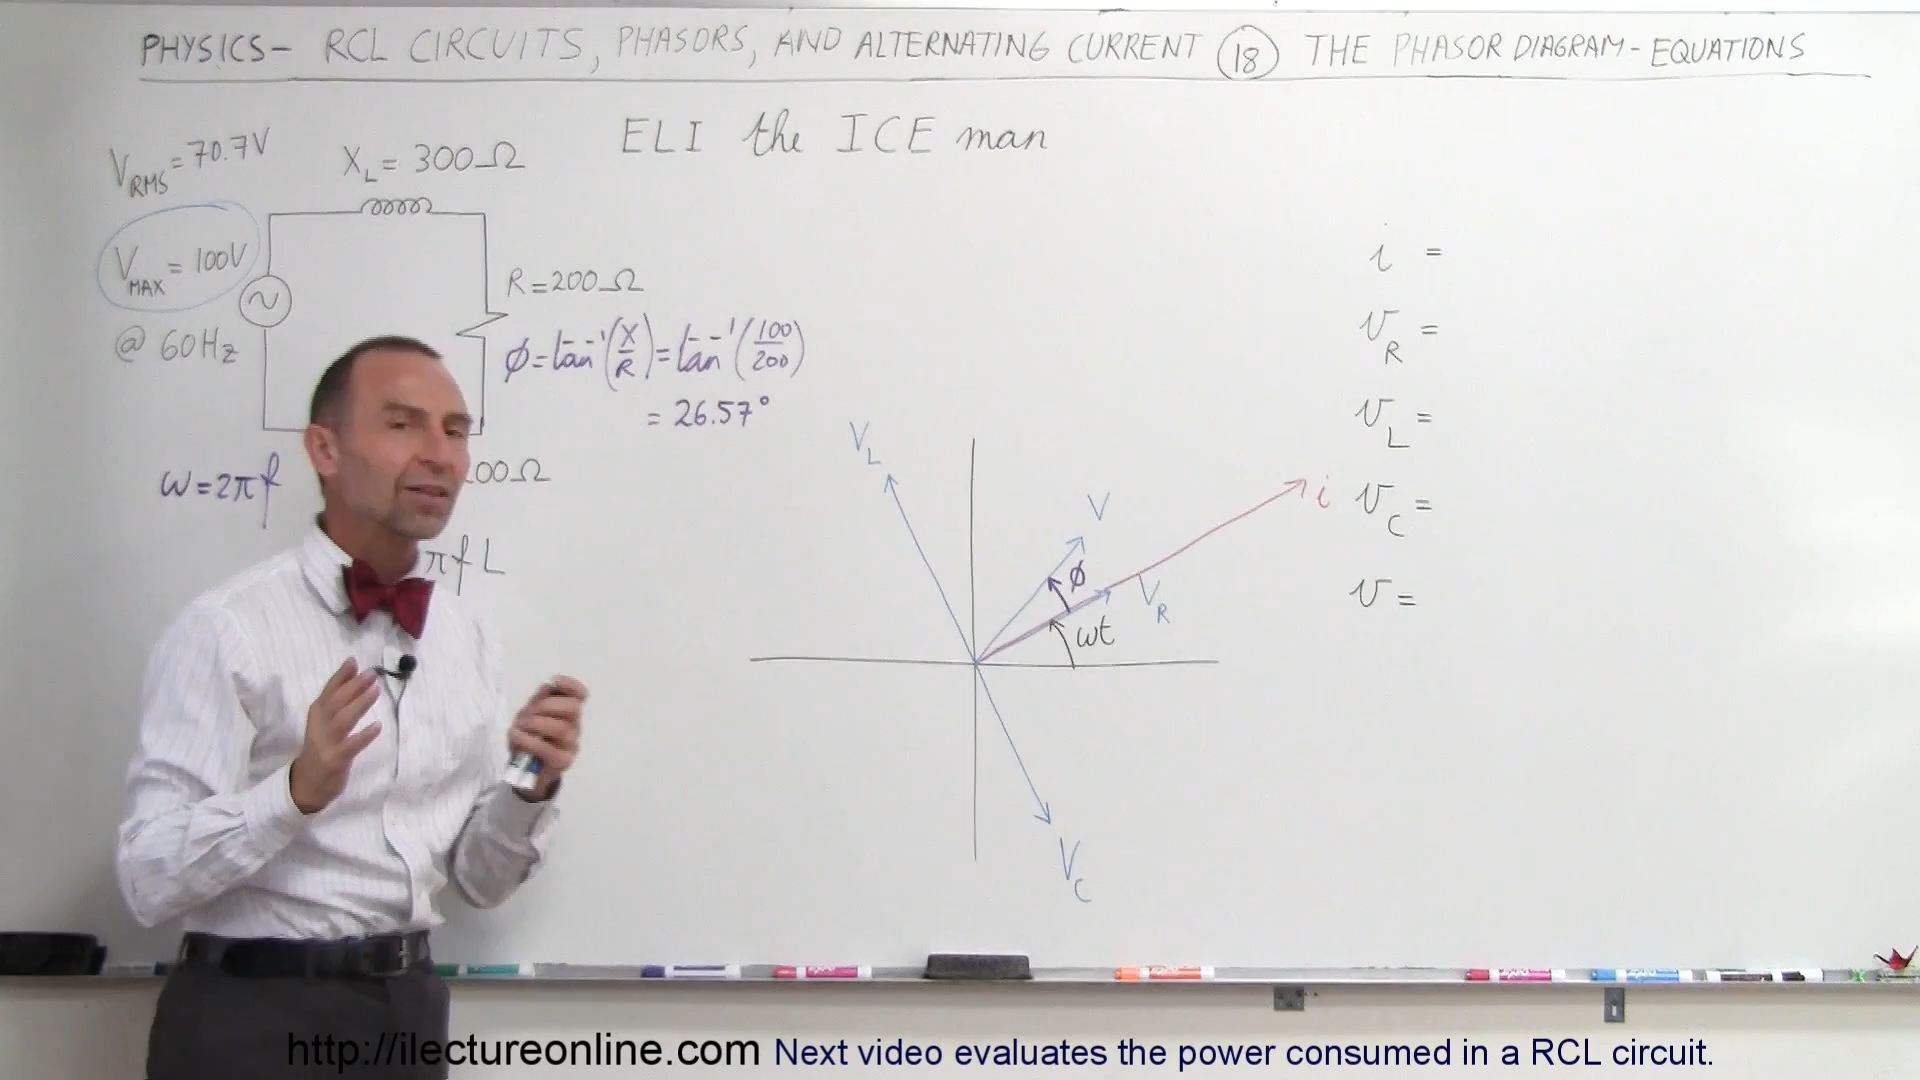 PHYSICS- RCL CIRCUITS, PHASORS, AND ALTERNATING CURRENT 18 THE PHASOR DIAGRAM-EQUATIONS
ELI the ICE man
V_RMS = 70.7V
X_L = 300Ω
V_MAX = 100V
@ 60Hz
R=200Ω
φ=tan⁻¹(X/R)=tan⁻¹(100/200)
= 26.57°
00Ω
ω=2πf
πfL
V_L
V
φ
i
V_R
ωt
V_C
i =
v_R =
v_L =
v_C =
v =
http://ilectureonline.com Next video evaluates the power consumed in a RCL circuit.